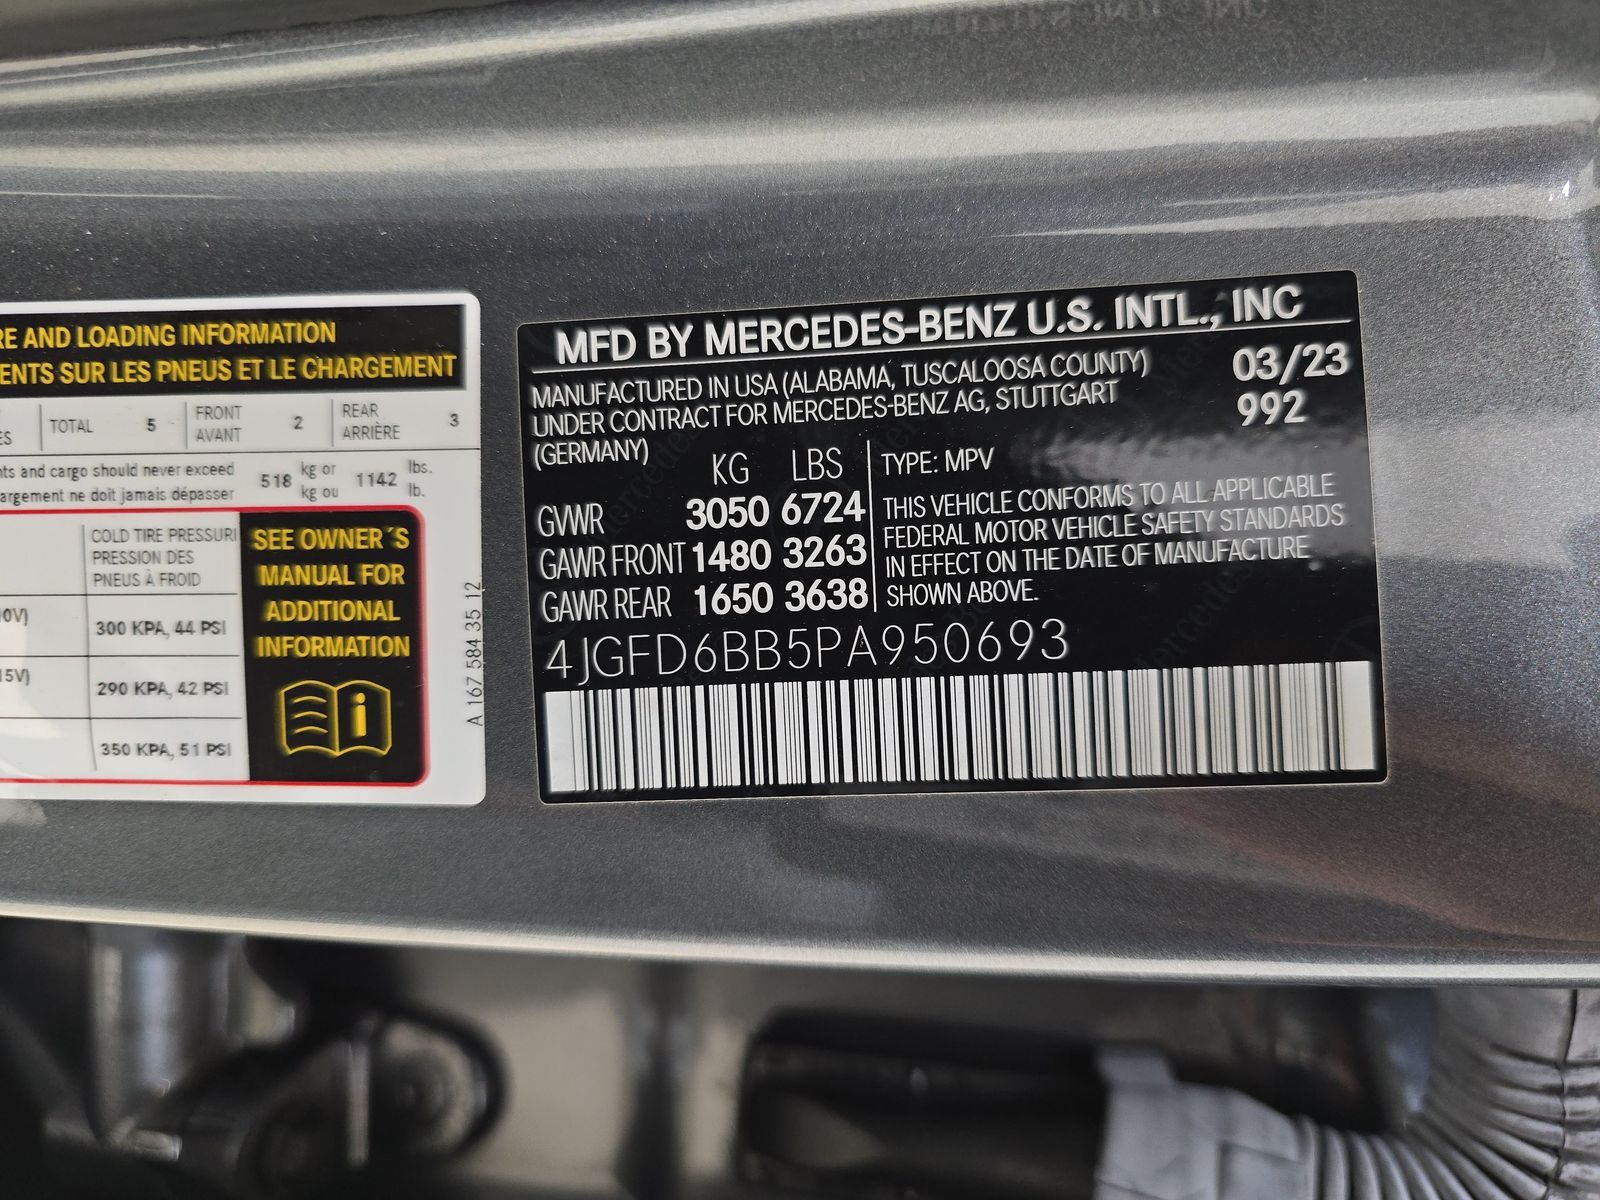 RE AND LOADING INFORMATION
ENTS SUR LES PNEUS ET LE CHARGEMENT
ES
TOTAL 5
FRONT 2
AVANT
REAR 3
ARRIÈRE
nts and cargo should never exceed
argement ne doit jamais dépasser
518 kg or 1142 lbs.
kg ou lb.
COLD TIRE PRESSURI
PRESSION DES
PNEUS À FROID
0V)
300 KPA, 44 PSI
5V)
290 KPA, 42 PSI
350 KPA, 51 PSI
SEE OWNER´S
MANUAL FOR
ADDITIONAL
INFORMATION
i
A 167 584 35 12
MFD BY MERCEDES-BENZ U.S. INTL., INC
MANUFACTURED IN USA (ALABAMA, TUSCALOOSA COUNTY)
UNDER CONTRACT FOR MERCEDES-BENZ AG, STUTTGART
(GERMANY)
03/23
992
KG LBS
GVWR 3050 6724
GAWR FRONT 1480 3263
GAWR REAR 1650 3638
TYPE: MPV
THIS VEHICLE CONFORMS TO ALL APPLICABLE
FEDERAL MOTOR VEHICLE SAFETY STANDARDS
IN EFFECT ON THE DATE OF MANUFACTURE
SHOWN ABOVE.
4JGFD6BB5PA950693